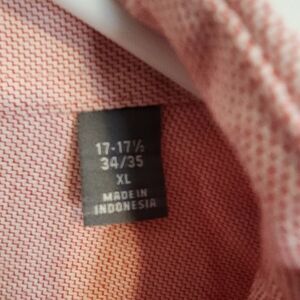 17-17½
34/35
XL
MADE IN
INDONESIA